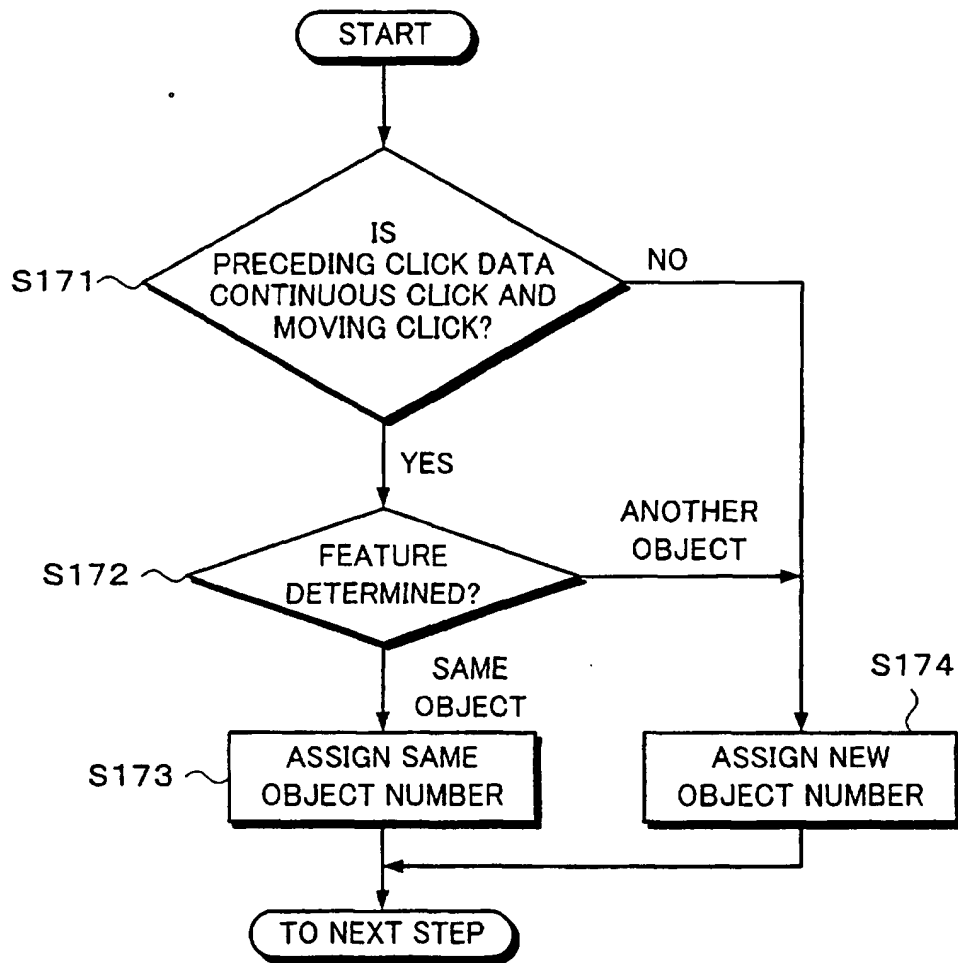 START
IS
PRECEDING CLICK DATA
CONTINUOUS CLICK AND
MOVING CLICK?
S171
NO
YES
FEATURE
DETERMINED?
S172
ANOTHER
OBJECT
SAME
OBJECT
S174
S173
ASSIGN SAME
OBJECT NUMBER
ASSIGN NEW
OBJECT NUMBER
TO NEXT STEP